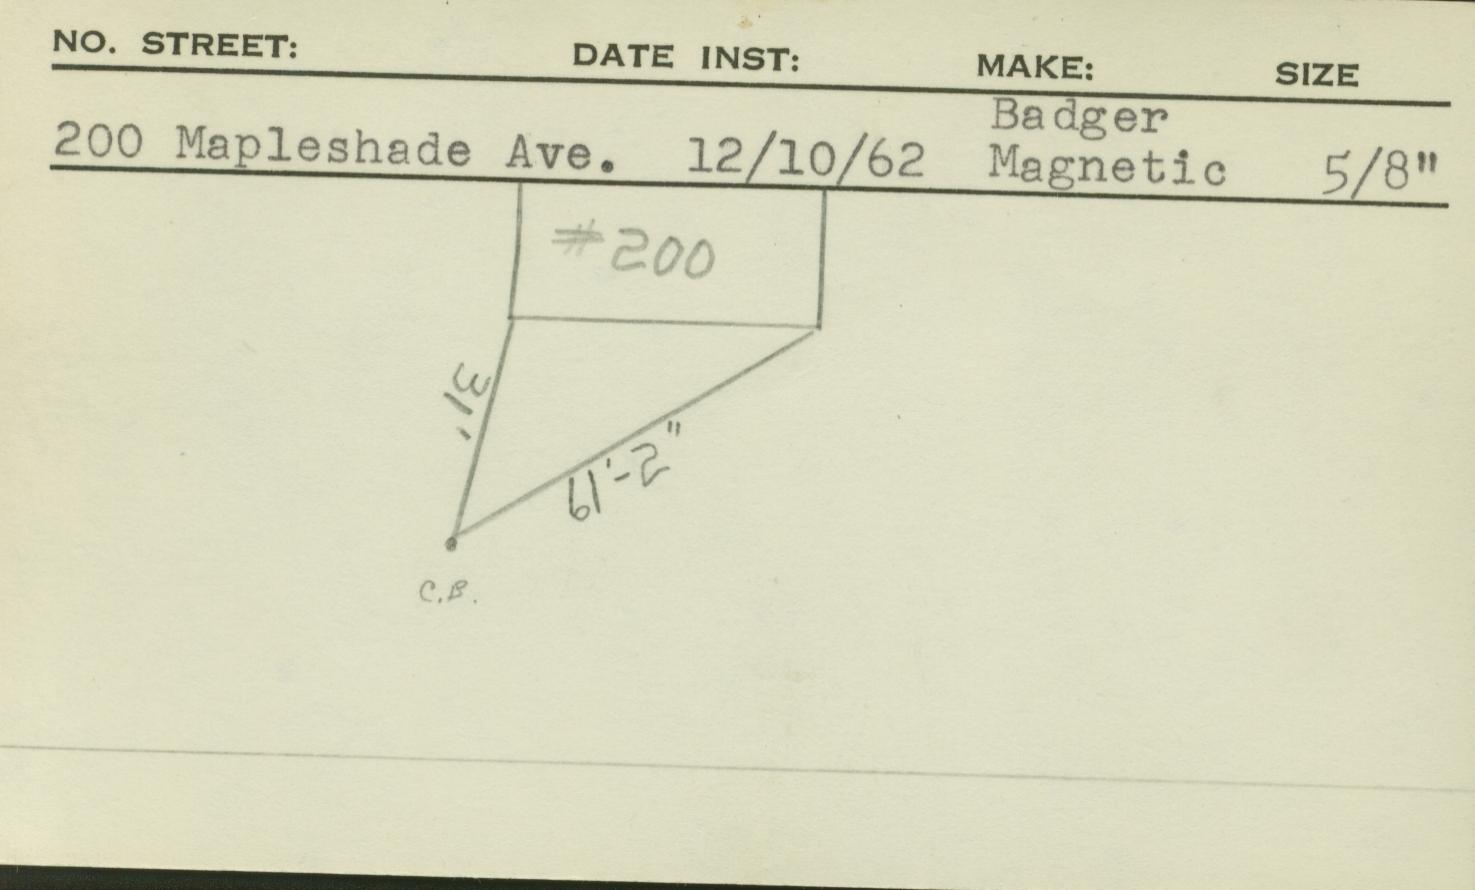 NO. STREET: DATE INST: MAKE: SIZE
200 Mapleshade Ave. 12/10/62 Badger Magnetic 5/8"
#200
31'
61'-2"
C.B.